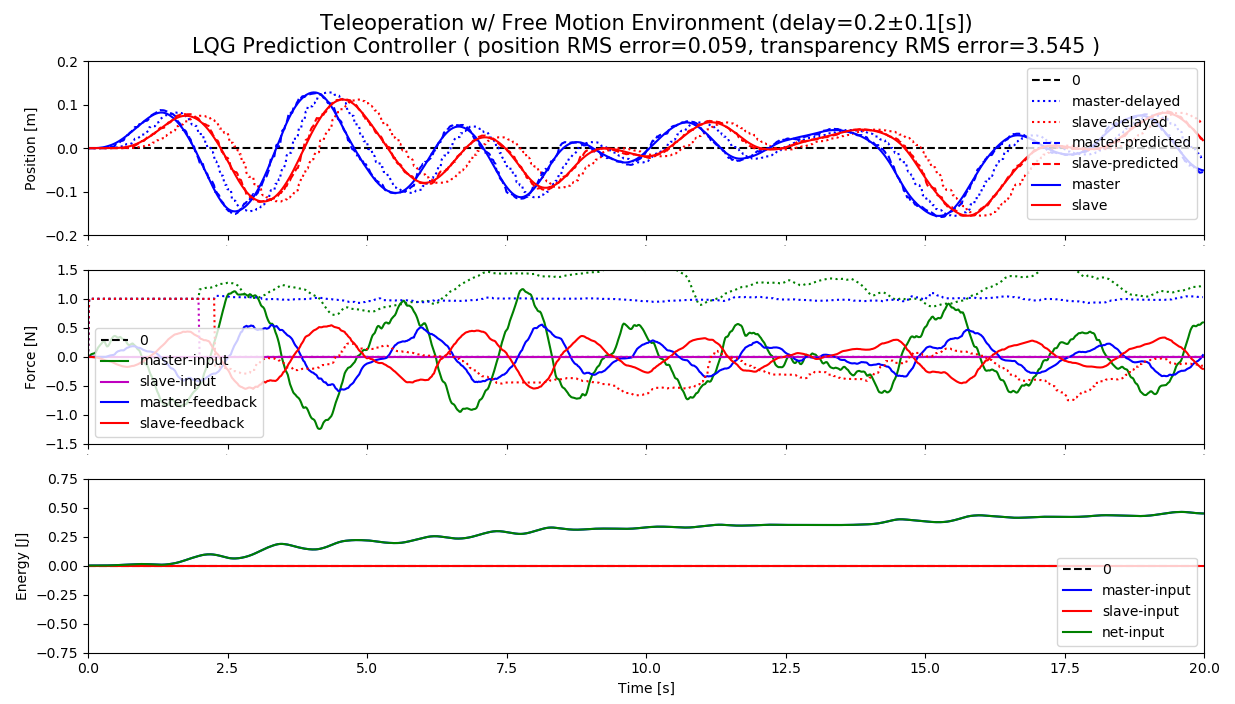 Teleoperation w/ Free Motion Environment (delay=0.2±0.1[s])
LQG Prediction Controller ( position RMS error=0.059, transparency RMS error=3.545 )
Position [m]
0.2
0.1
0.0
−0.1
−0.2
0
master-delayed
slave-delayed
master-predicted
slave-predicted
master
slave
Force [N]
1.5
1.0
0.5
0.0
−0.5
−1.0
−1.5
0
master-input
slave-input
master-feedback
slave-feedback
Energy [J]
0.75
0.50
0.25
0.00
−0.25
−0.50
−0.75
0
master-input
slave-input
net-input
0.0 2.5 5.0 7.5 10.0 12.5 15.0 17.5 20.0
Time [s]